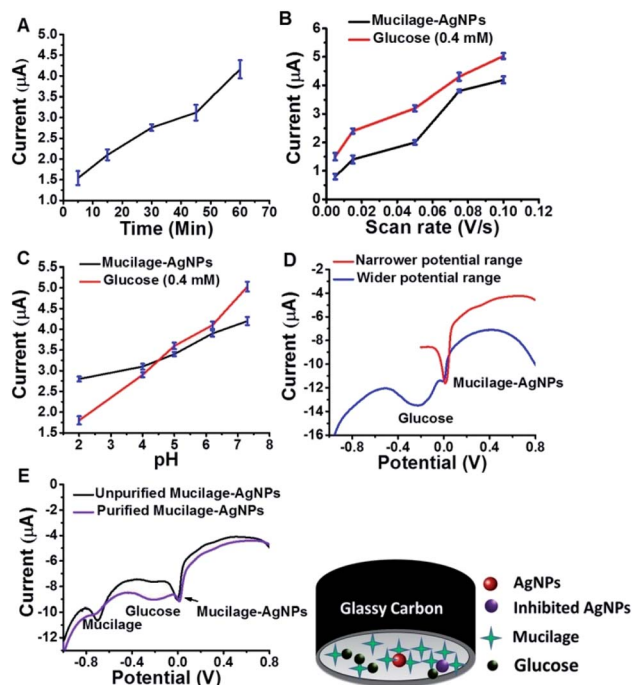 A
Current (µA)
4.5
4.0
3.5
3.0
2.5
2.0
1.5
1.0
0.5
0 10 20 30 40 50 60 70
Time (Min)
B
Mucilage-AgNPs
Glucose (0.4 mM)
Current (µA)
6
5
4
3
2
1
0
0.00 0.02 0.04 0.06 0.08 0.10 0.12
Scan rate (V/s)
C
Mucilage-AgNPs
Glucose (0.4 mM)
Current (µA)
5.5
5.0
4.5
4.0
3.5
3.0
2.5
2.0
1.5
2 3 4 5 6 7 8
pH
D
Narrower potential range
Wider potential range
Current (µA)
-2
-4
-6
-8
-10
-12
-14
-16
Mucilage-AgNPs
Glucose
-0.8 -0.4 0.0 0.4 0.8
Potential (V)
E
Unpurified Mucilage-AgNPs
Purified Mucilage-AgNPs
Current (µA)
0
-2
-4
-6
-8
-10
-12
Mucilage
Glucose
Mucilage-AgNPs
-0.8 -0.4 0.0 0.4 0.8
Potential (V)
Glassy Carbon
AgNPs
Inhibited AgNPs
Mucilage
Glucose